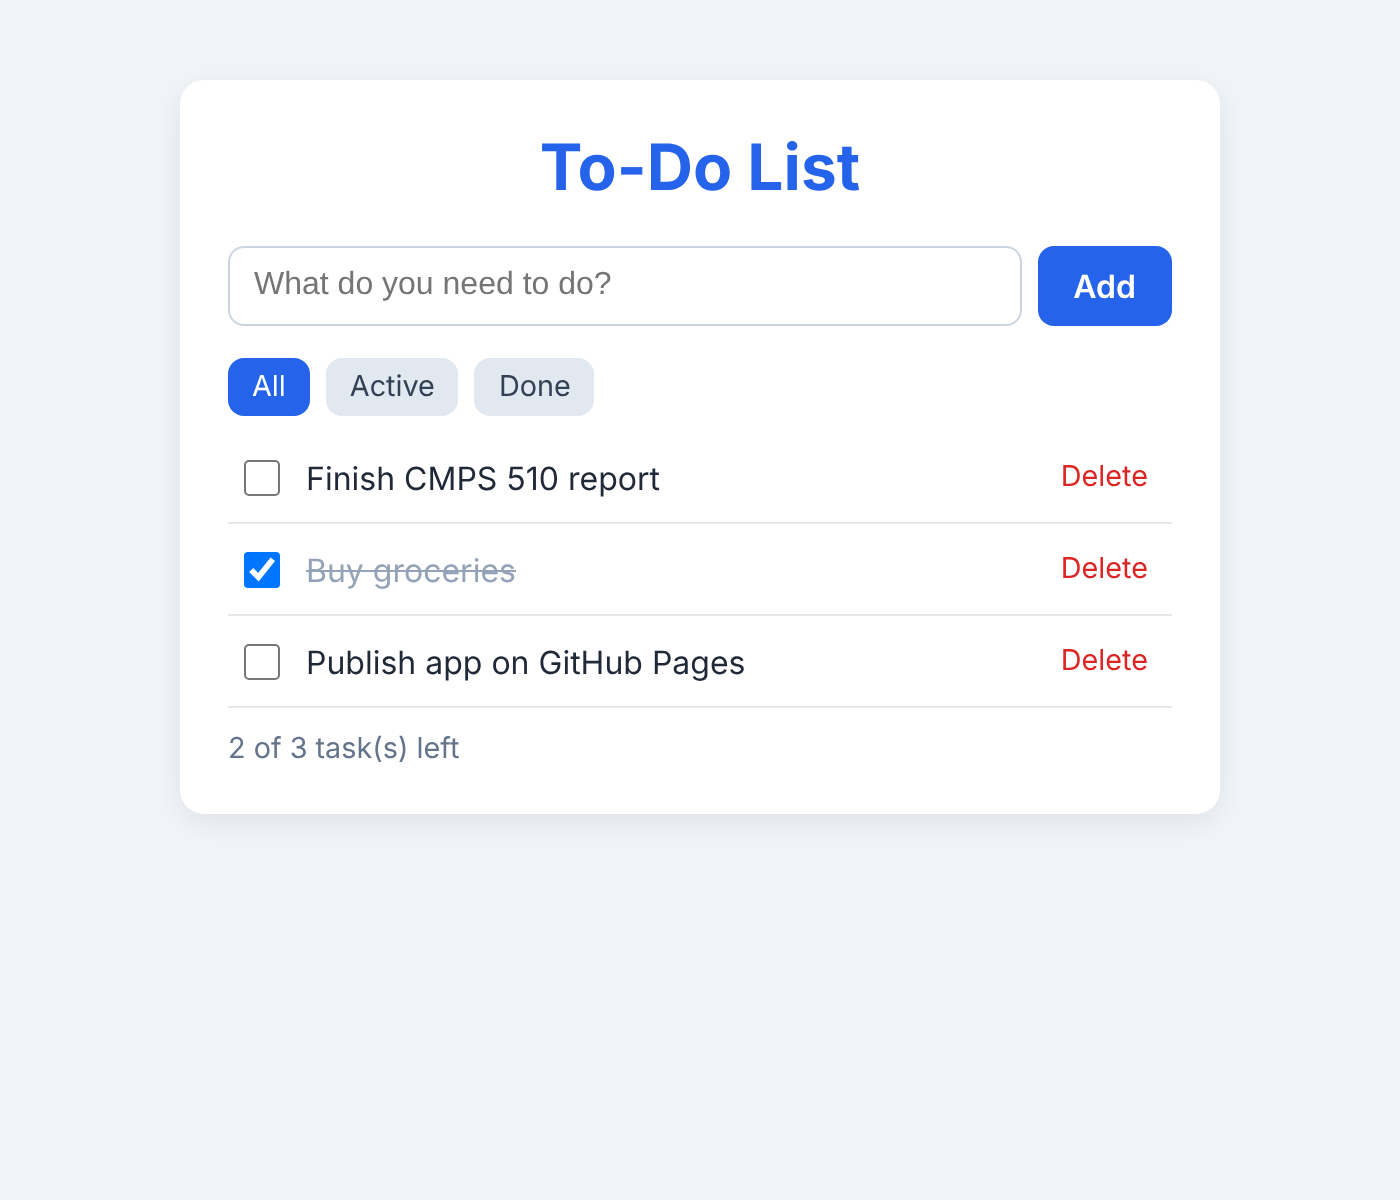 To-Do List
What do you need to do?
Add
All
Active
Done
Finish CMPS 510 report
Delete
Buy groceries
Delete
Publish app on GitHub Pages
Delete
2 of 3 task(s) left